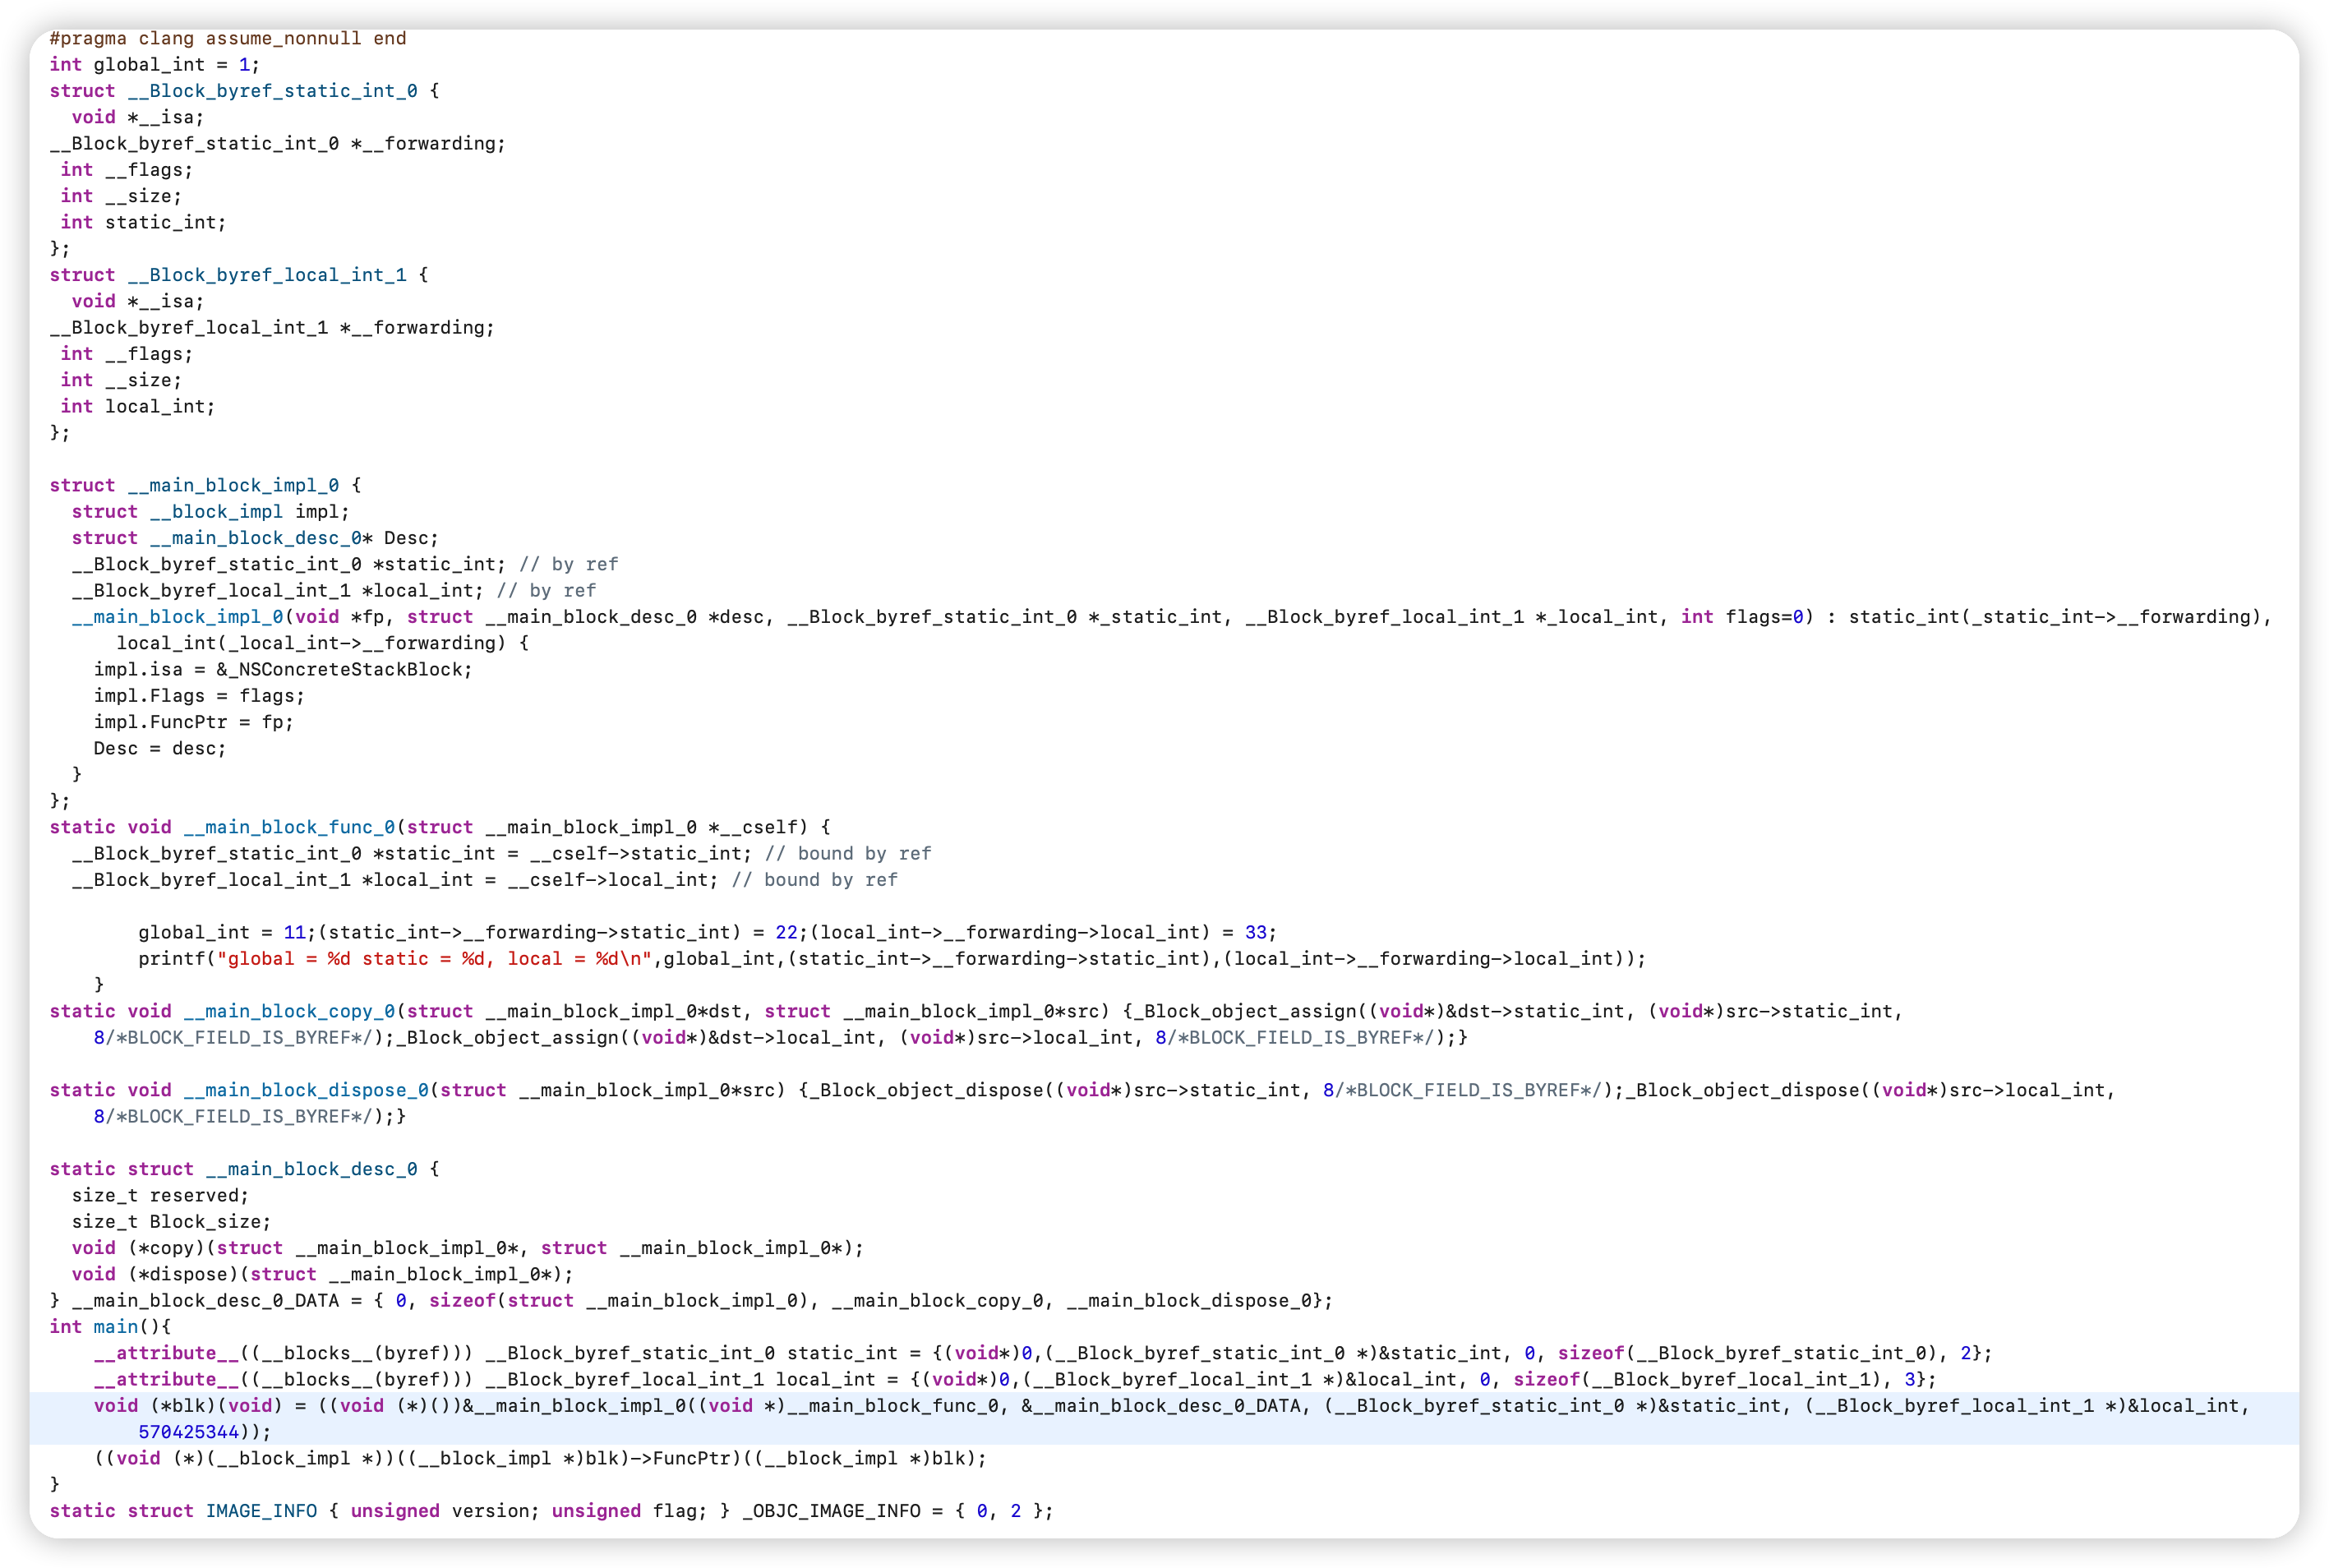 #pragma clang assume_nonnull end
int global_int = 1;
struct __Block_byref_static_int_0 {
  void *__isa;
__Block_byref_static_int_0 *__forwarding;
 int __flags;
 int __size;
 int static_int;
};
struct __Block_byref_local_int_1 {
  void *__isa;
__Block_byref_local_int_1 *__forwarding;
 int __flags;
 int __size;
 int local_int;
};

struct __main_block_impl_0 {
  struct __block_impl impl;
  struct __main_block_desc_0* Desc;
  __Block_byref_static_int_0 *static_int; // by ref
  __Block_byref_local_int_1 *local_int; // by ref
  __main_block_impl_0(void *fp, struct __main_block_desc_0 *desc, __Block_byref_static_int_0 *_static_int, __Block_byref_local_int_1 *_local_int, int flags=0) : static_int(_static_int->__forwarding),
      local_int(_local_int->__forwarding) {
    impl.isa = &_NSConcreteStackBlock;
    impl.Flags = flags;
    impl.FuncPtr = fp;
    Desc = desc;
  }
};
static void __main_block_func_0(struct __main_block_impl_0 *__cself) {
  __Block_byref_static_int_0 *static_int = __cself->static_int; // bound by ref
  __Block_byref_local_int_1 *local_int = __cself->local_int; // bound by ref

        global_int = 11;(static_int->__forwarding->static_int) = 22;(local_int->__forwarding->local_int) = 33;
        printf("global = %d static = %d, local = %d\n",global_int,(static_int->__forwarding->static_int),(local_int->__forwarding->local_int));
    }
static void __main_block_copy_0(struct __main_block_impl_0*dst, struct __main_block_impl_0*src) {_Block_object_assign((void*)&dst->static_int, (void*)src->static_int,
    8/*BLOCK_FIELD_IS_BYREF*/);_Block_object_assign((void*)&dst->local_int, (void*)src->local_int, 8/*BLOCK_FIELD_IS_BYREF*/);}

static void __main_block_dispose_0(struct __main_block_impl_0*src) {_Block_object_dispose((void*)src->static_int, 8/*BLOCK_FIELD_IS_BYREF*/);_Block_object_dispose((void*)src->local_int,
    8/*BLOCK_FIELD_IS_BYREF*/);}

static struct __main_block_desc_0 {
  size_t reserved;
  size_t Block_size;
  void (*copy)(struct __main_block_impl_0*, struct __main_block_impl_0*);
  void (*dispose)(struct __main_block_impl_0*);
} __main_block_desc_0_DATA = { 0, sizeof(struct __main_block_impl_0), __main_block_copy_0, __main_block_dispose_0};
int main(){
    __attribute__((__blocks__(byref))) __Block_byref_static_int_0 static_int = {(void*)0,(__Block_byref_static_int_0 *)&static_int, 0, sizeof(__Block_byref_static_int_0), 2};
    __attribute__((__blocks__(byref))) __Block_byref_local_int_1 local_int = {(void*)0,(__Block_byref_local_int_1 *)&local_int, 0, sizeof(__Block_byref_local_int_1), 3};
    void (*blk)(void) = ((void (*)())&__main_block_impl_0((void *)__main_block_func_0, &__main_block_desc_0_DATA, (__Block_byref_static_int_0 *)&static_int, (__Block_byref_local_int_1 *)&local_int,
        570425344));
    ((void (*)(__block_impl *))((__block_impl *)blk)->FuncPtr)((__block_impl *)blk);
}
static struct IMAGE_INFO { unsigned version; unsigned flag; } _OBJC_IMAGE_INFO = { 0, 2 };